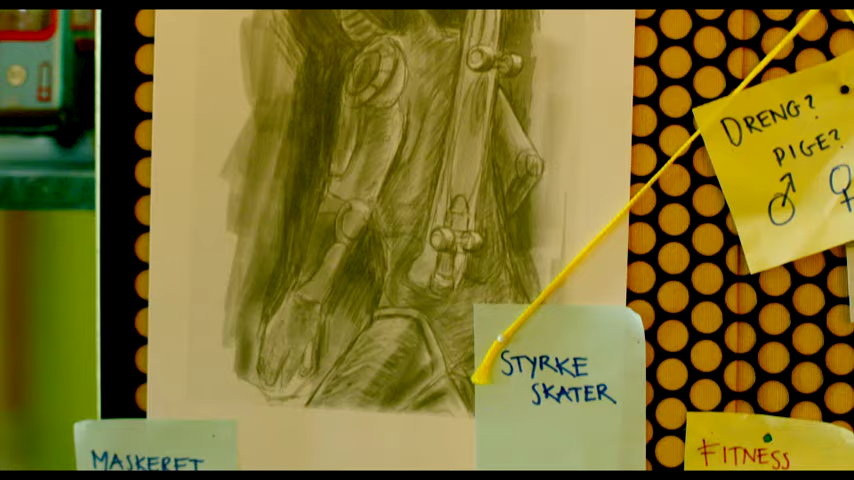 DRENG?
PIGE?
STYRKE
SKATER
MASKERET
FITNESS